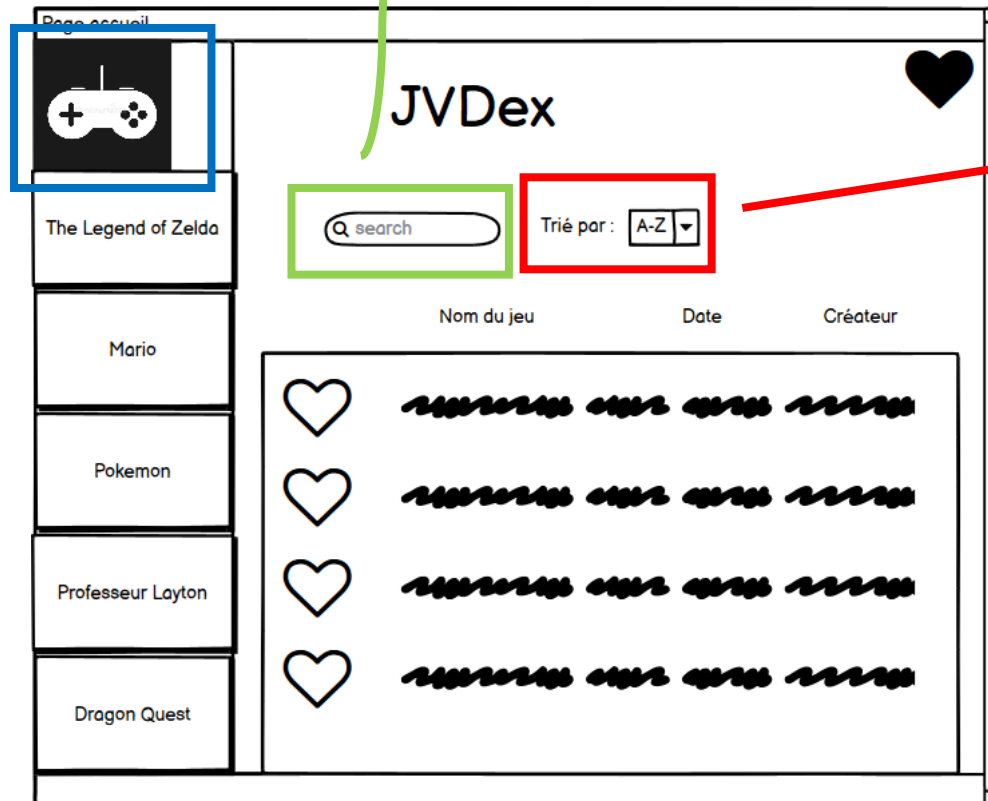 Page accueil
JVDex
search
Trié par : A-Z
Nom du jeu Date Créateur
The Legend of Zelda
Mario
Pokemon
Professeur Layton
Dragon Quest